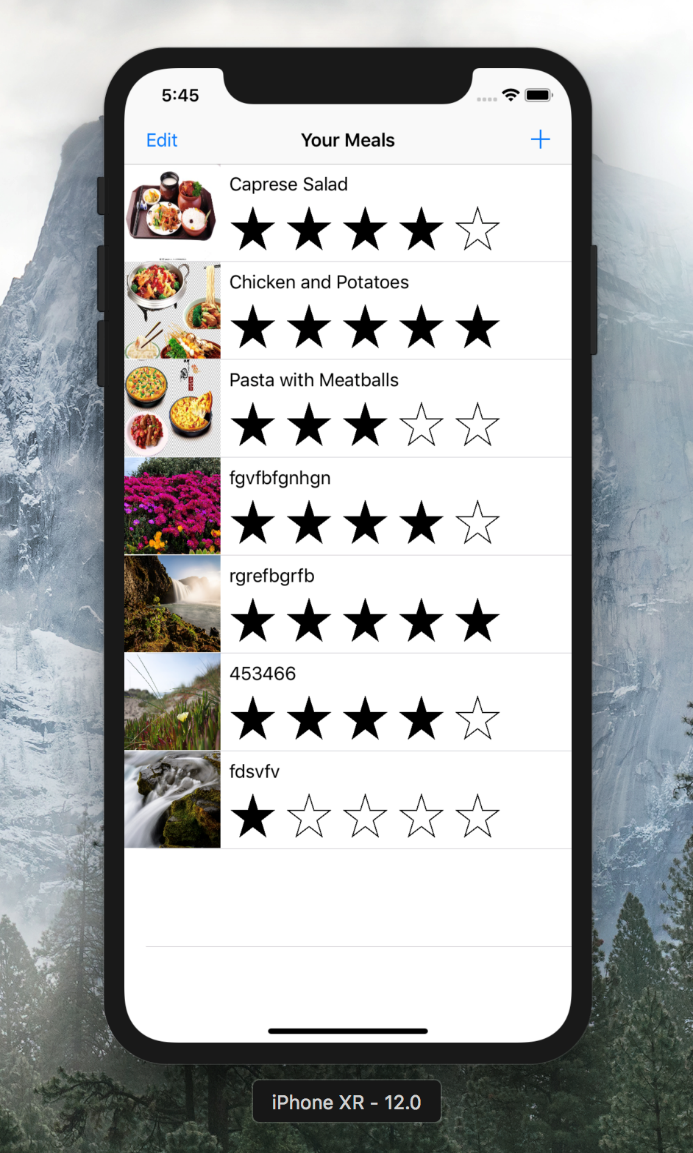 5:45
Edit
Your Meals
Caprese Salad
Chicken and Potatoes
Pasta with Meatballs
fgvfbfgnhgn
rgrefbgrfb
453466
fdsvfv
iPhone XR - 12.0